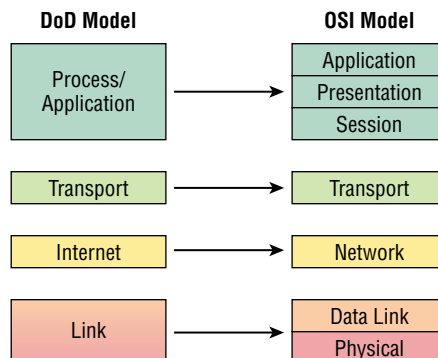 DoD Model
OSI Model
Process/
Application
Application
Presentation
Session
Transport
Transport
Internet
Network
Link
Data Link
Physical